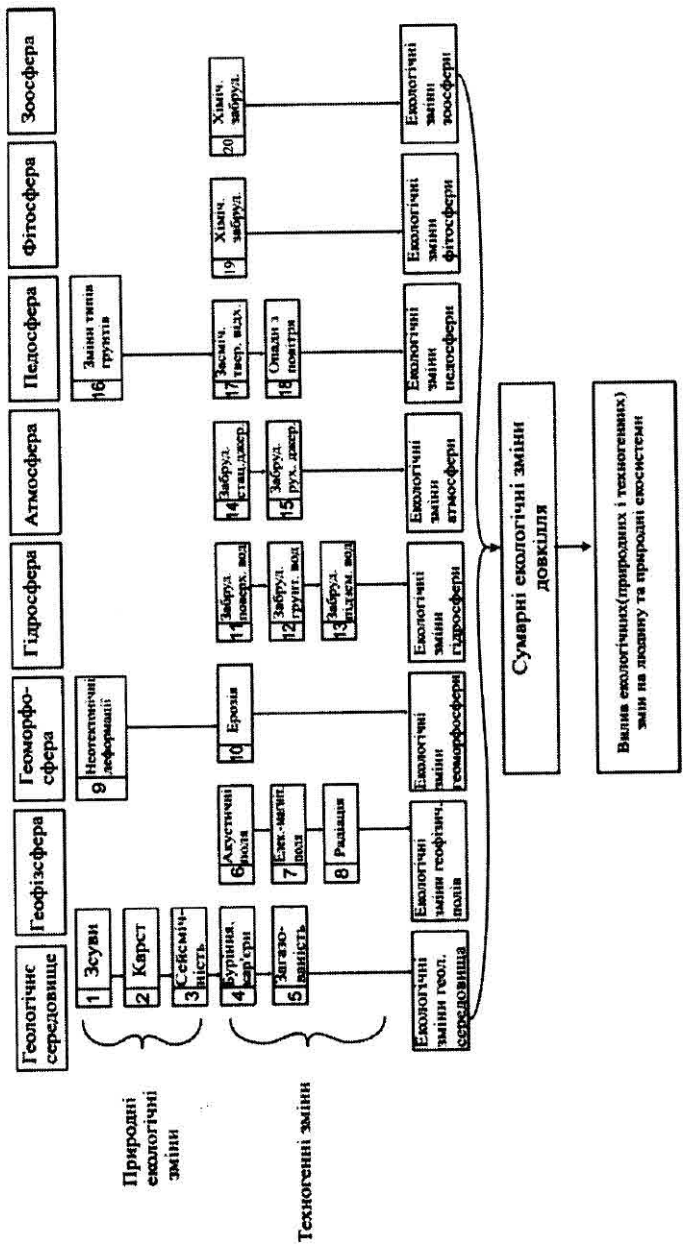 Геологічне
середовище
Геофізсфера
Геоморфо-
сфера
Гідросфера
Атмосфера
Педосфера
Фітосфера
Зоосфера
Природні
екологічні
зміни
1 Зсуви
2 Карст
3 Сейсміч-
ність
9 Неотектонічні
деформації
16 Зміни типів
грунтів
Техногенні зміни
4 Буріння,
кар'єри
5 Загазо-
ваність
6 Акустичні
поля
7 Елек.-магніт.
поля
8 Радіація
10 Ерозія
11 Забруд.
поверх. вод
12 Забруд.
грунт. вод
13 Забруд.
підзем. вод
14 Забруд.
стац.джер.
15 Забруд.
рух. джер.
17 Засміч.
твер. відх.
18 Опади з
повітря
19 Хіміч.
забруд.
20 Хіміч.
забруд.
Екологічні
зміни геол.
середовища
Екологічні
зміни геофізич.
полів
Екологічні
зміни
геоморфосфери
Екологічні
зміни
гідросфери
Екологічні
зміни
атмосфери
Екологічні
зміни
педосфери
Екологічні
зміни
фітосфери
Екологічні
зміни
зоосфери
Сумарні екологічні зміни
довкілля
Вплив екологічних(природних і техногенних)
змін на людину та природні екосистеми